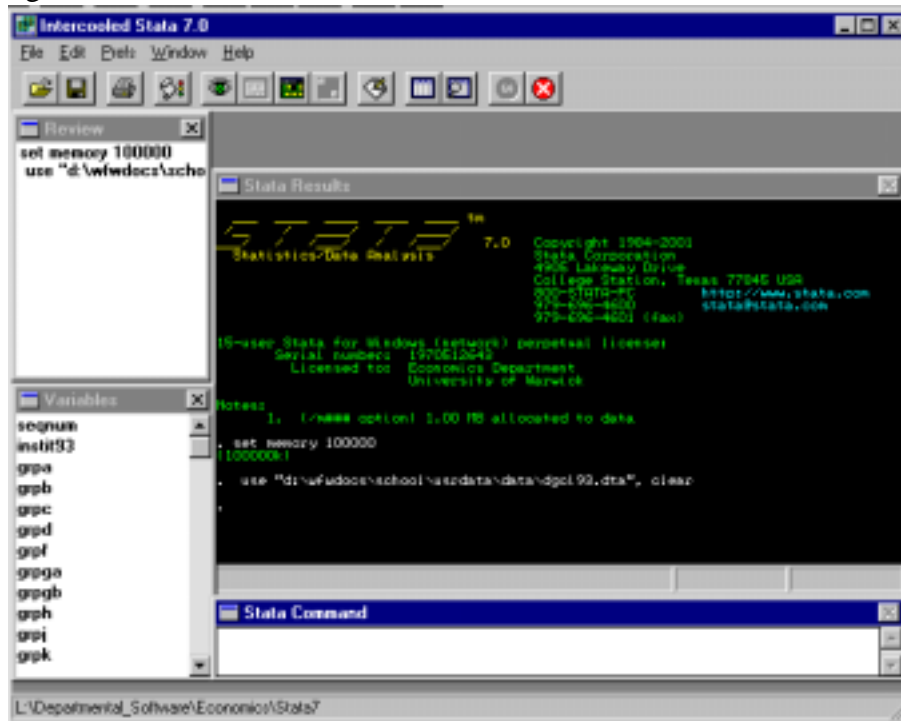 Intercooled Stata 7.0
File Edit Prefs Window Help
Review
set memory 100000
use "d:\wfwdocs\scho
Stata Results
STATA tm
7.0 Copyright 1984-2001
Statistics/Data Analysis Stata Corporation
4905 Lakeway Drive
College Station, Texas 77845 USA
800-STATA-PC http://www.stata.com
979-696-4600 stata@stata.com
979-696-4601 (fax)
15-user Stata for Windows (network) perpetual license:
Serial number: 1970512643
Licensed to: Economics Department
University of Warwick
Notes:
1. (/m### option) 1.00 MB allocated to data
. set memory 100000
(100000k)
. use "d:\wfwdocs\school\usrdata\data\dgcl93.dta", clear
.
Variables
seqnum
instit93
grpa
grpb
grpc
grpd
grpf
grpga
grpgb
grph
grpj
grpk
Stata Command
L:\Departmental_Software\Economics\Stata7